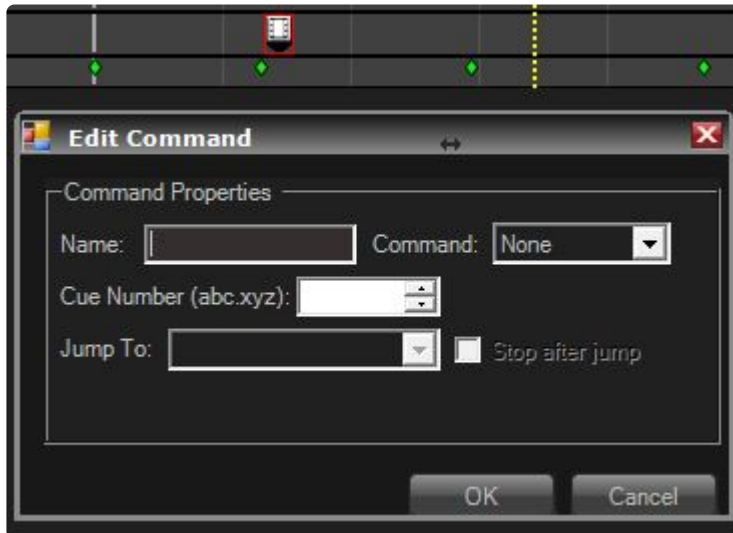 Edit Command
Command Properties
Name: Command: None
Cue Number (abc.xyz):
Jump To: Stop after jump
OK Cancel